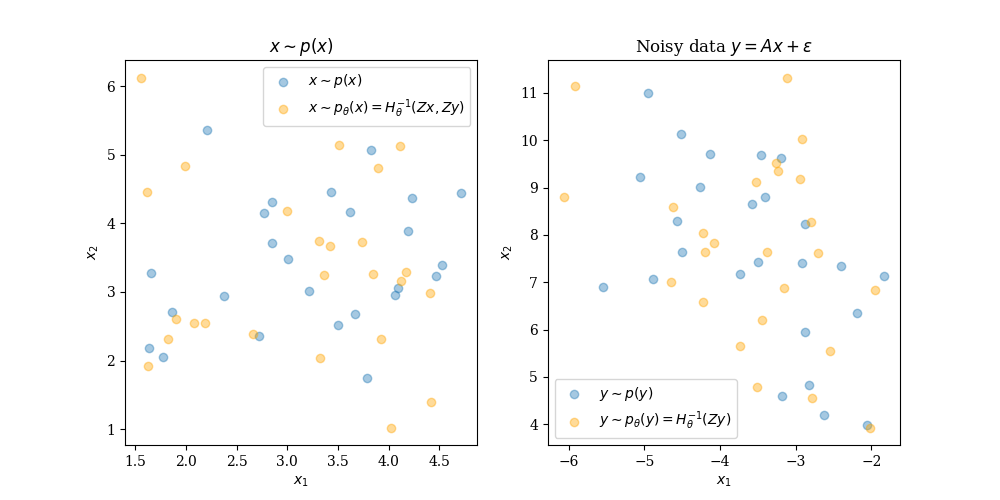 x ∼ p(x)
x ∼ p(x)
x ∼ p_θ(x) = H_θ^{-1}(Zx, Zy)
6
5
4
3
2
1
x_2
1.5 2.0 2.5 3.0 3.5 4.0 4.5
x_1
Noisy data y = Ax + ε
11
10
9
8
7
6
5
4
x_2
y ∼ p(y)
y ∼ p_θ(y) = H_θ^{-1}(Zy)
−6 −5 −4 −3 −2
x_1